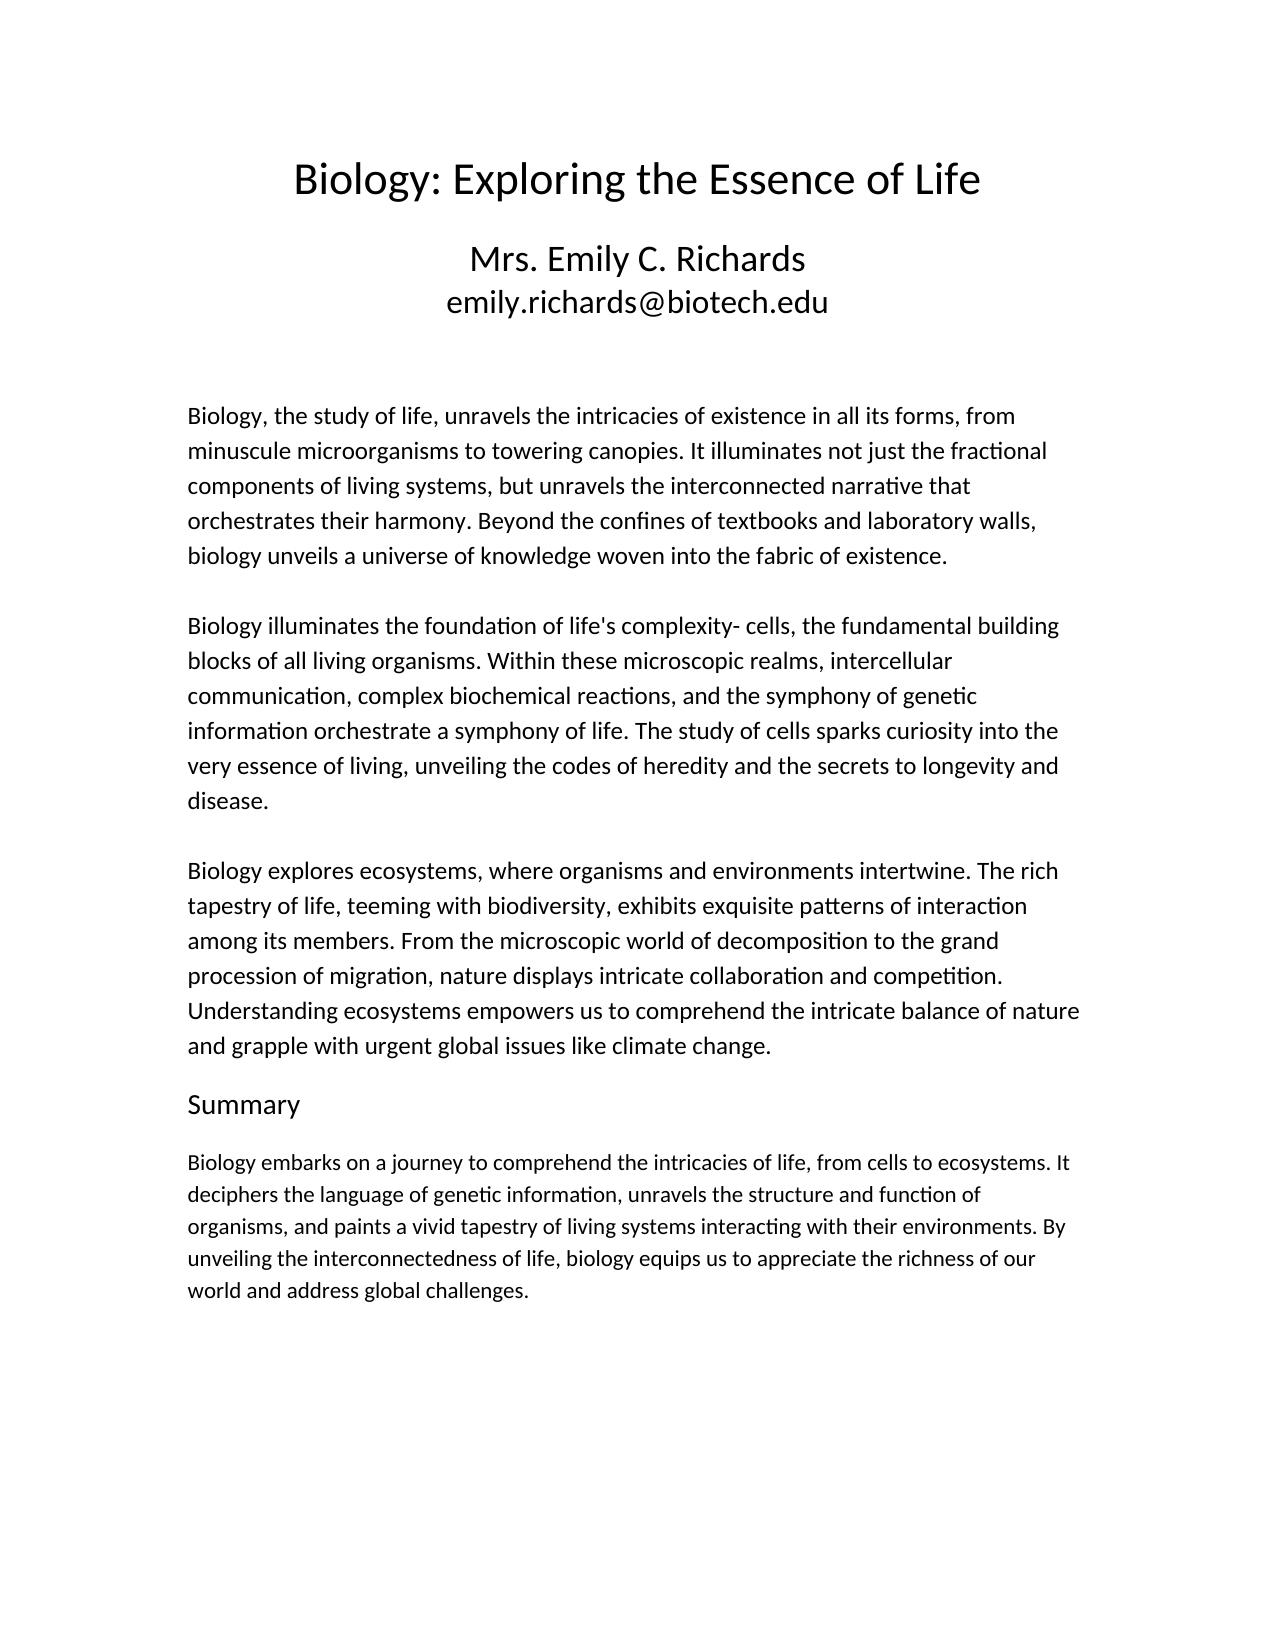 Biology: Exploring the Essence of Life
Mrs. Emily C. Richards
emily.richards@biotech.edu
Biology, the study of life, unravels the intricacies of existence in all its forms, from
minuscule microorganisms to towering canopies. It illuminates not just the fractional
components of living systems, but unravels the interconnected narrative that
orchestrates their harmony. Beyond the confines of textbooks and laboratory walls,
biology unveils a universe of knowledge woven into the fabric of existence.
Biology illuminates the foundation of life's complexity- cells, the fundamental building
blocks of all living organisms. Within these microscopic realms, intercellular
communication, complex biochemical reactions, and the symphony of genetic
information orchestrate a symphony of life. The study of cells sparks curiosity into the
very essence of living, unveiling the codes of heredity and the secrets to longevity and
disease.
Biology explores ecosystems, where organisms and environments intertwine. The rich
tapestry of life, teeming with biodiversity, exhibits exquisite patterns of interaction
among its members. From the microscopic world of decomposition to the grand
procession of migration, nature displays intricate collaboration and competition.
Understanding ecosystems empowers us to comprehend the intricate balance of nature
and grapple with urgent global issues like climate change.
Summary
Biology embarks on a journey to comprehend the intricacies of life, from cells to ecosystems. It
deciphers the language of genetic information, unravels the structure and function of
organisms, and paints a vivid tapestry of living systems interacting with their environments. By
unveiling the interconnectedness of life, biology equips us to appreciate the richness of our
world and address global challenges.